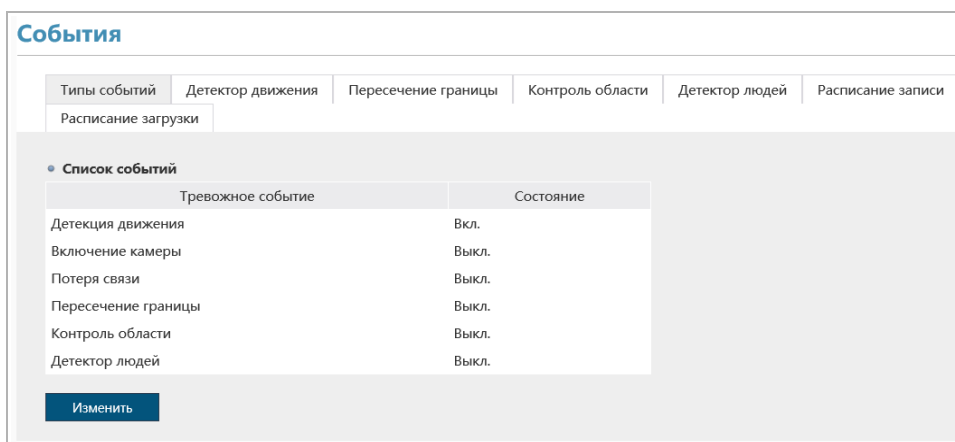 События
Типы событий Детектор движения Пересечение границы Контроль области Детектор людей Расписание записи
Расписание загрузки
Список событий
Тревожное событие Состояние
Детекция движения Вкл.
Включение камеры Выкл.
Потеря связи Выкл.
Пересечение границы Выкл.
Контроль области Выкл.
Детектор людей Выкл.
Изменить